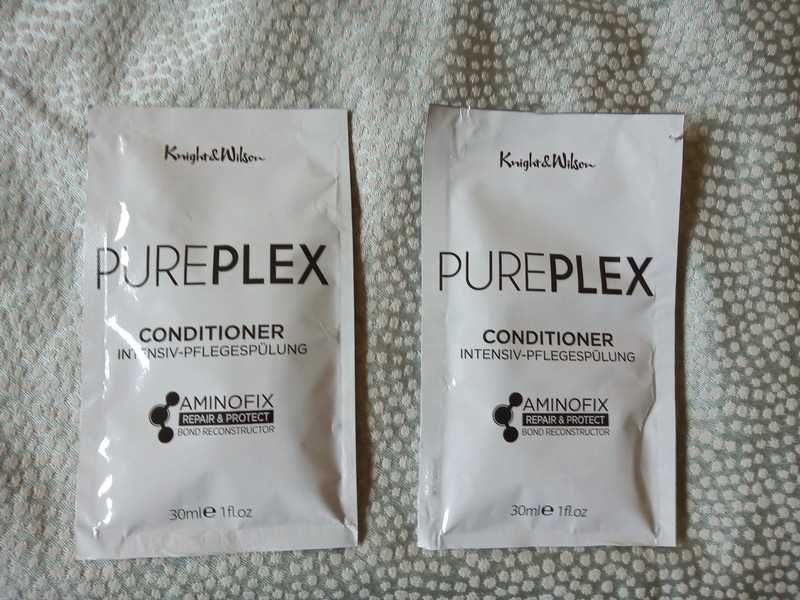 Knight & Wilson
PUREPLEX
CONDITIONER
INTENSIV-PFLEGESPÜLUNG
AMINOFIX
REPAIR & PROTECT
BOND RECONSTRUCTOR
30ml e 1fl.oz
Knight & Wilson
PUREPLEX
CONDITIONER
INTENSIV-PFLEGESPÜLUNG
AMINOFIX
REPAIR & PROTECT
BOND RECONSTRUCTOR
30ml e 1fl.oz